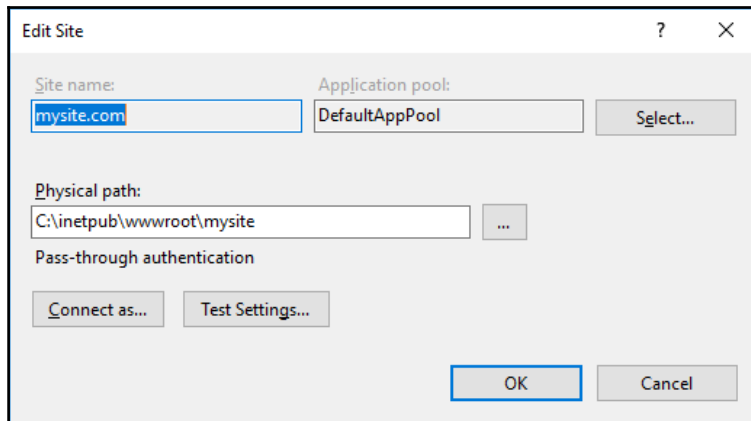 Edit Site ?
Site name: Application pool:
mysite.com DefaultAppPool Select...
Physical path:
C:\inetpub\wwwroot\mysite ...
Pass-through authentication
Connect as... Test Settings...
OK Cancel